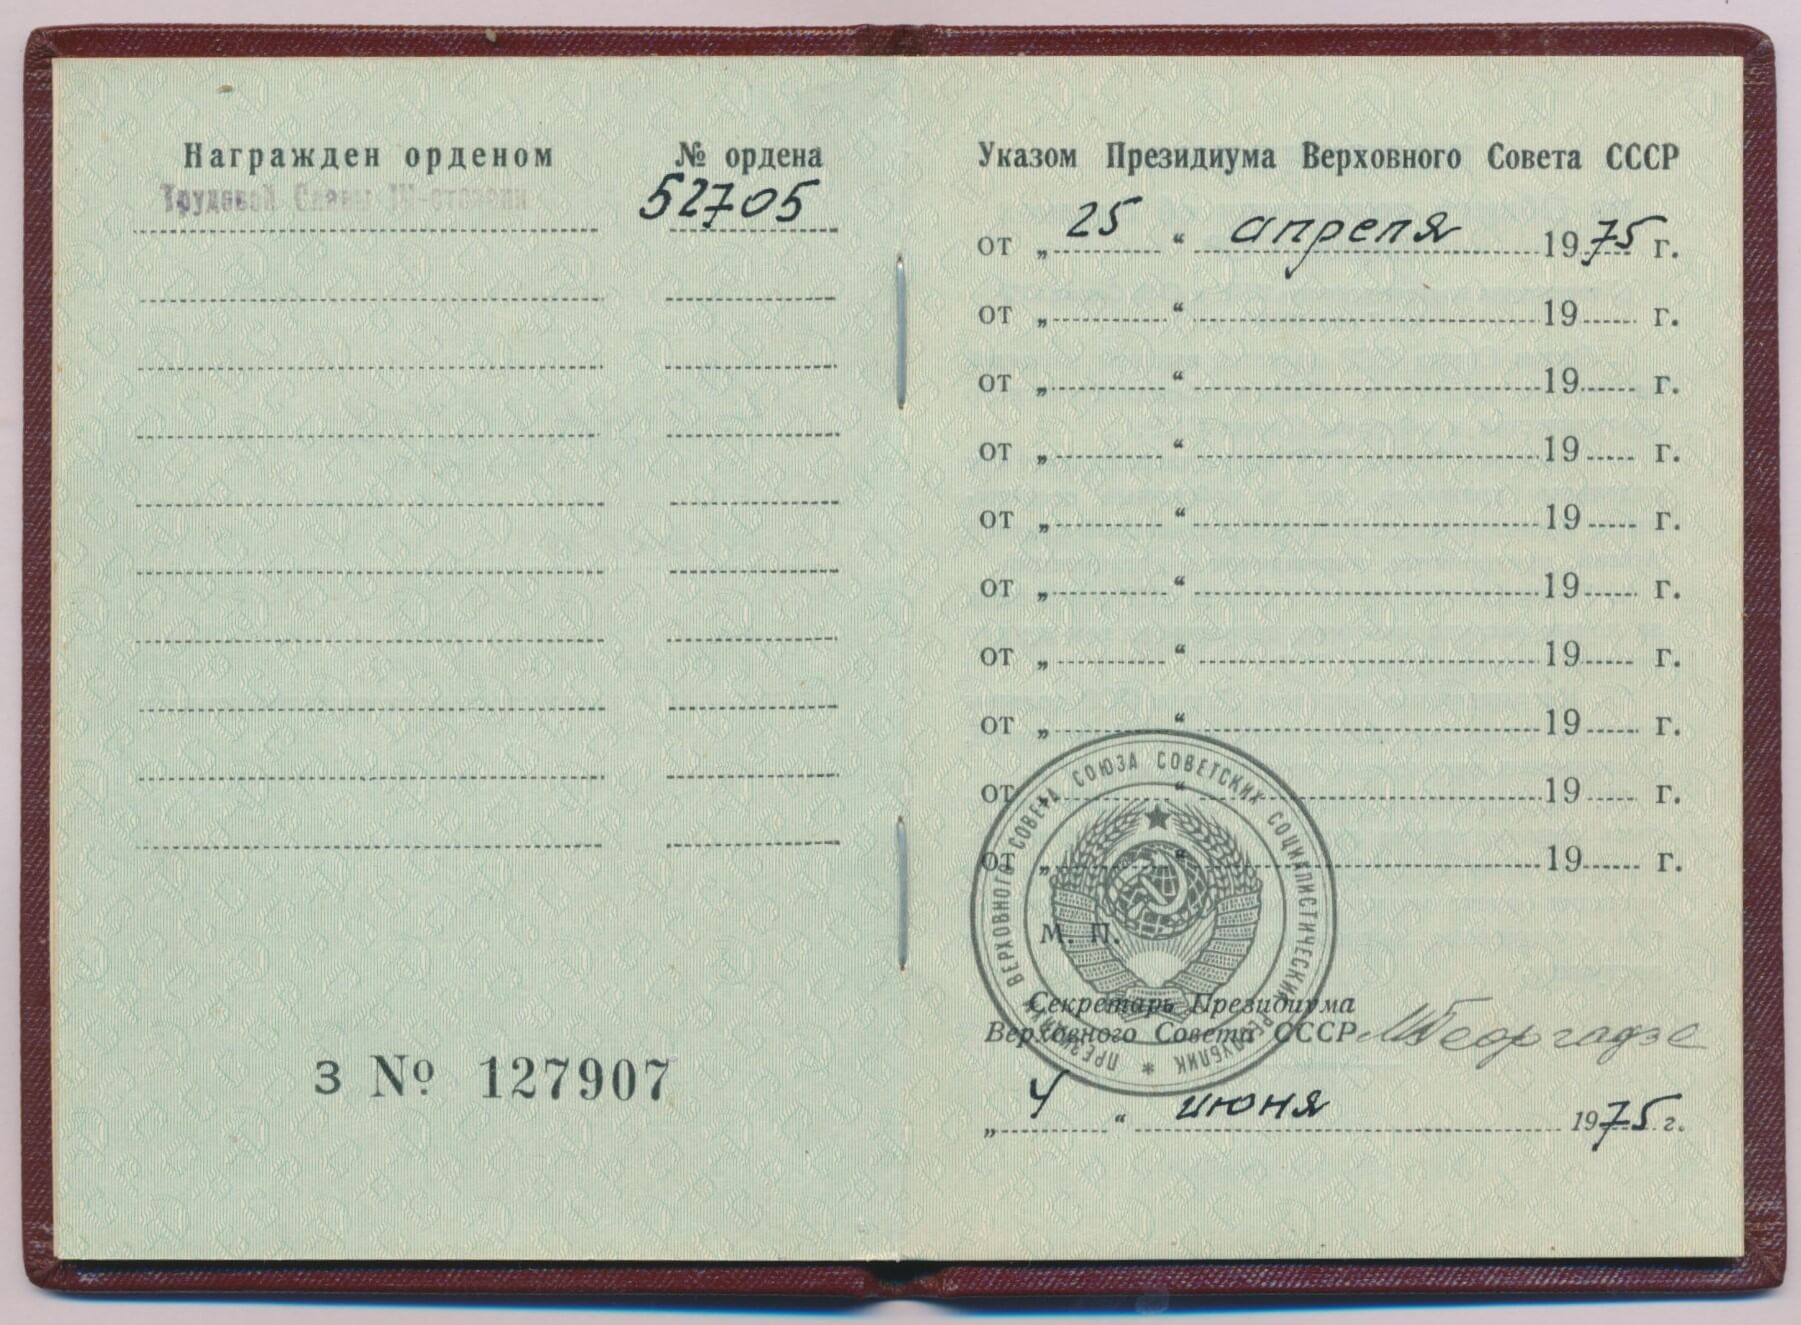 Награжден орденом № ордена
Трудовой Славы III-степени 52705
З № 127907
Указом Президиума Верховного Совета СССР
от „ 25 “ апреля 1975 г.
от „ “ 19 г.
от „ “ 19 г.
от „ “ 19 г.
от „ “ 19 г.
от „ “ 19 г.
от „ “ 19 г.
от „ “ 19 г.
от „ “ 19 г.
от „ “ 19 г.
ПРЕЗИДИУМ ВЕРХОВНОГО СОВЕТА СОЮЗА СОВЕТСКИХ СОЦИАЛИСТИЧЕСКИХ РЕСПУБЛИК *
М. П.
Секретарь Президиума
Верховного Совета СССР МГеоргадзе
„ 4 “ июня 1975 г.